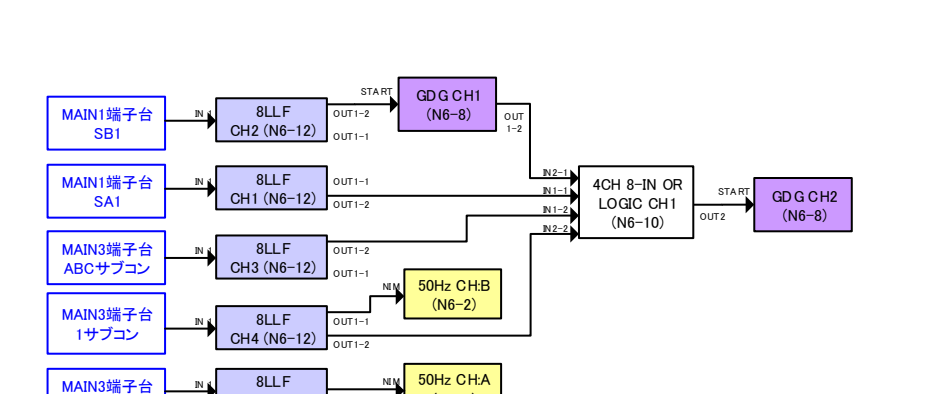 MAIN1端子台
SB1
IN 1
8LLF
CH2 (N6-12)
START
OUT1-2
OUT1-1
GDG CH1
(N6-8)
OUT
1-2
MAIN1端子台
SA1
IN 1
8LLF
CH1 (N6-12)
OUT1-1
OUT1-2
IN2-1
IN1-1
IN1-2
IN2-2
4CH 8-IN OR
LOGIC CH1
(N6-10)
START
OUT2
GDG CH2
(N6-8)
MAIN3端子台
ABCサブコン
IN 1
8LLF
CH3 (N6-12)
OUT1-2
OUT1-1
MAIN3端子台
1サブコン
IN 1
8LLF
CH4 (N6-12)
NIM
OUT1-1
OUT1-2
50Hz CH:B
(N6-2)
MAIN3端子台
IN 1
8LLF
NIM
50Hz CH:A